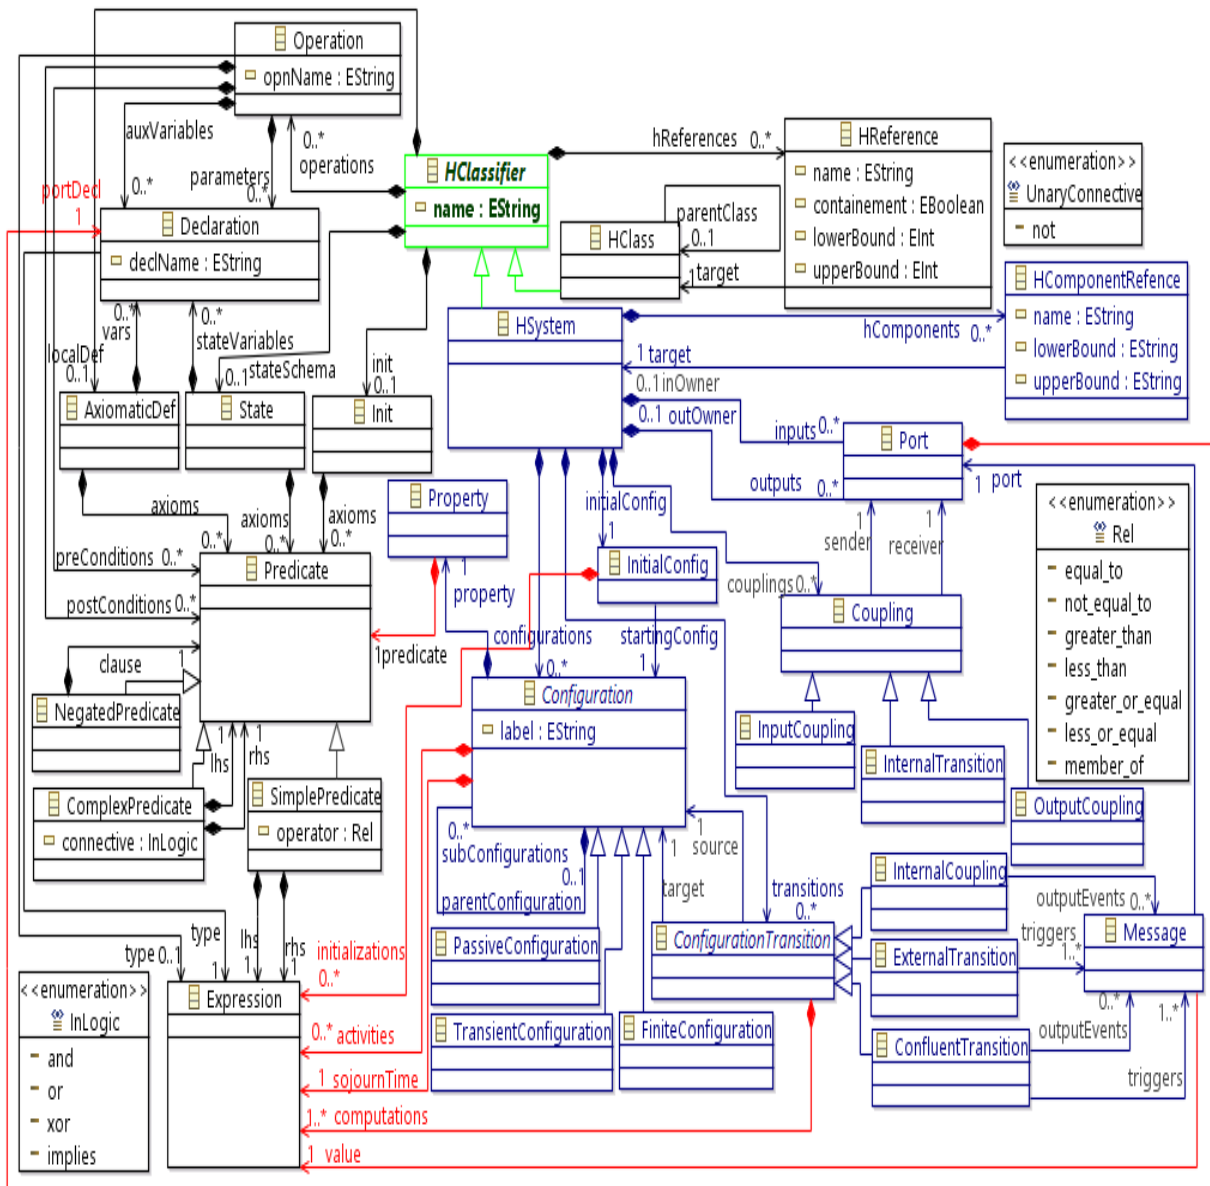 Operation
opnName : EString
auxVariables
0..*
parameters
0..*
0..*
operations
HClassifier
name : EString
hReferences 0..*
HReference
name : EString
containement : EBoolean
lowerBound : EInt
upperBound : EInt
<<enumeration>>
UnaryConnective
not
portDecl
1
Declaration
declName : EString
HClass
parentClass
0..1
1
target
HSystem
hComponents 0..*
HComponentRefence
name : EString
lowerBound : EString
upperBound : EString
1 target
0..1 inOwner
0..1 outOwner
0..*
vars
0..*
stateVariables
localDef
0..1
0..1
stateSchema
init
0..1
AxiomaticDef
State
Init
inputs 0..*
outputs 0..*
Port
1 port
Property
initialConfig
1
1
sender
1
receiver
<<enumeration>>
Rel
equal_to
not_equal_to
greater_than
less_than
greater_or_equal
less_or_equal
member_of
axioms
0..*
axioms
0..*
axioms
0..*
preConditions 0..*
postConditions 0..*
Predicate
1
property
InitialConfig
couplings 0..*
Coupling
configurations
0..*
startingConfig
1
1predicate
clause
1
NegatedPredicate
Configuration
label : EString
InputCoupling
InternalTransition
OutputCoupling
1
lhs
1
rhs
ComplexPredicate
connective : InLogic
SimplePredicate
operator : Rel
0..*
subConfigurations
0..1
parentConfiguration
1
source
1
target
transitions
0..*
InternalCoupling
outputEvents
0..*
PassiveConfiguration
ConfigurationTransition
ExternalTransition
triggers
1..*
Message
type 0..1
type
1
lhs
1
rhs
1
initializations
0..*
Expression
<<enumeration>>
InLogic
and
or
xor
implies
0..* activities
1 sojournTime
1..* computations
1 value
TransientConfiguration
FiniteConfiguration
ConfluentTransition
0..*
outputEvents
1..*
triggers